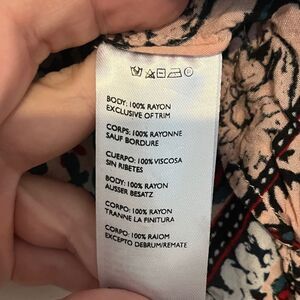 BODY: 100% RAYON
EXCLUSIVE OF TRIM
CORPS: 100% RAYONNE
SAUF BORDURE
CUERPO: 100% VISCOSA
SIN RIBETES
BODY: 100% RAYON
AUSSER BESATZ
CORPO: 100% RAYON
TRANNE LA FINITURA
CORPO: 100% RAIOM
EXCEPTO DEBRUM/REMATE